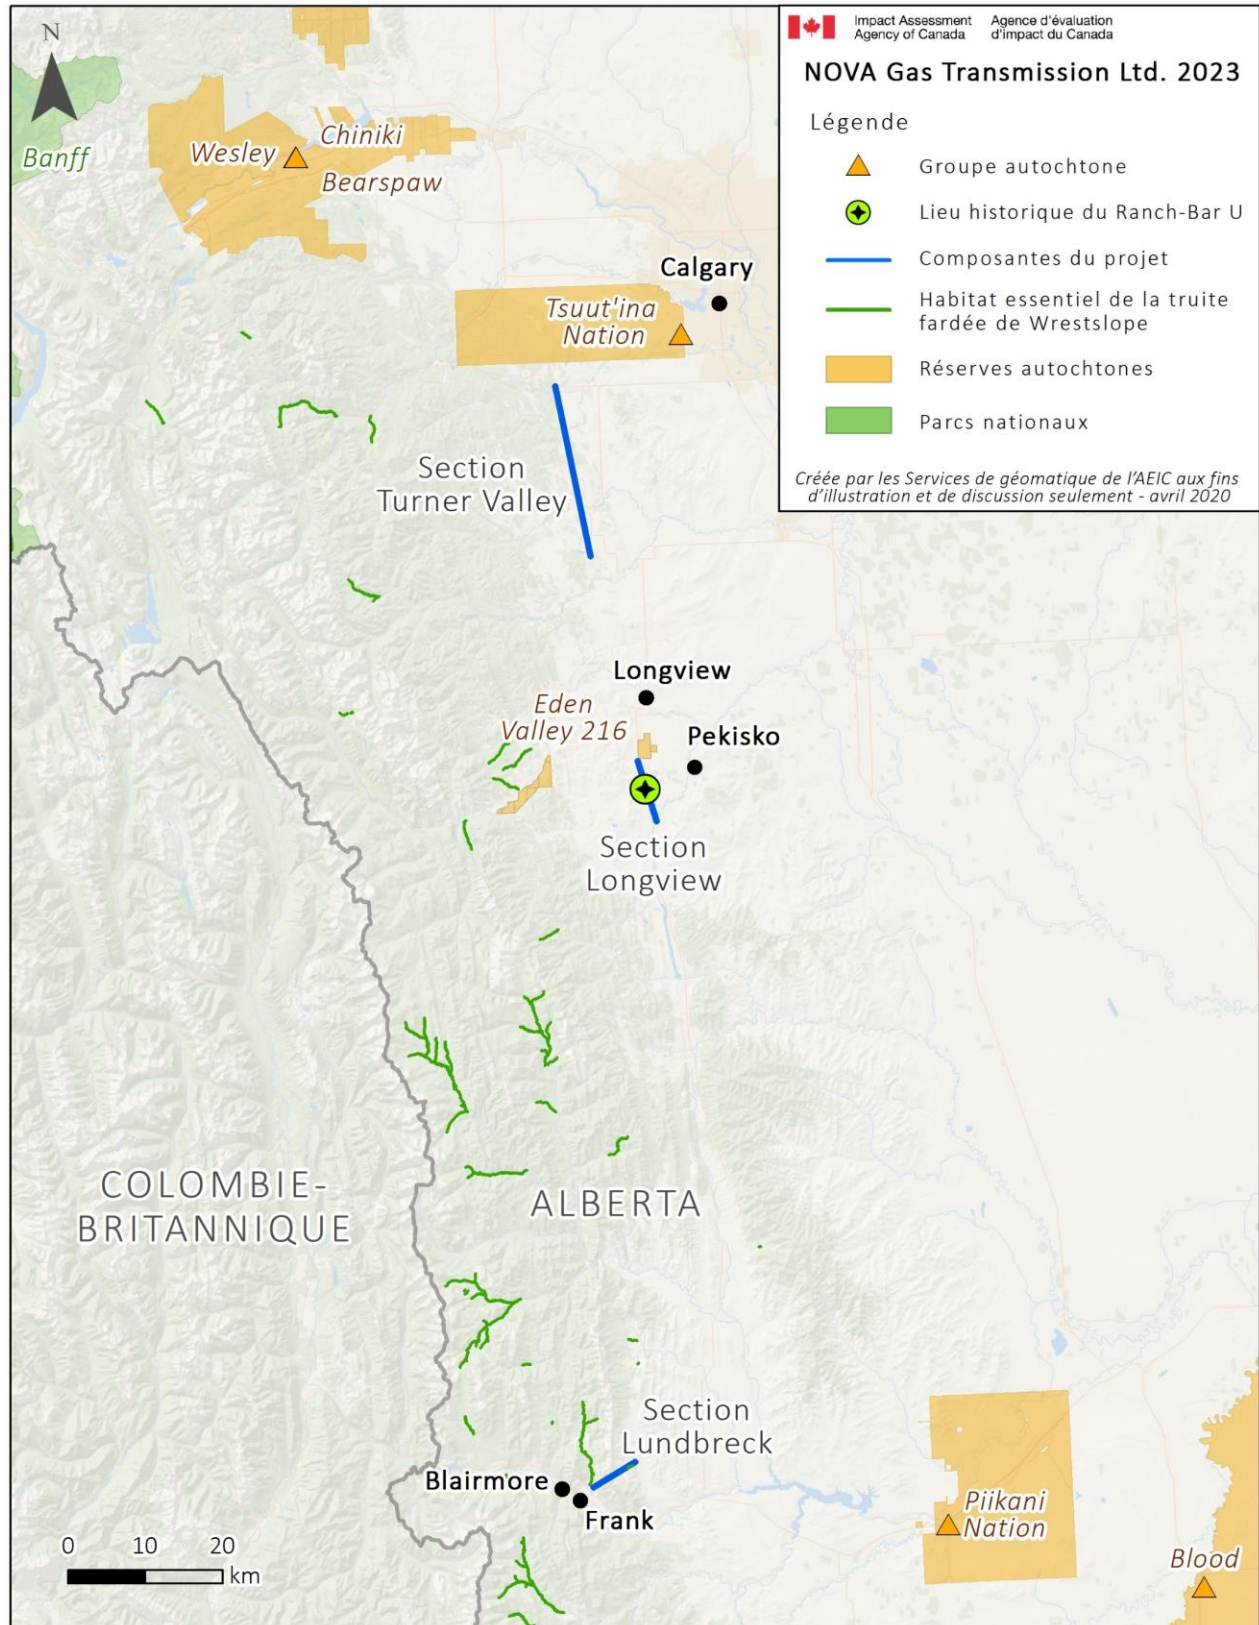 Impact Assessment Agence d'évaluation
Agency of Canada d'impact du Canada
NOVA Gas Transmission Ltd. 2023
Légende
Groupe autochtone
Lieu historique du Ranch-Bar U
Composantes du projet
Habitat essentiel de la truite
fardée de Wrestslope
Réserves autochtones
Parcs nationaux
Créée par les Services de géomatique de l'AEIC aux fins
d'illustration et de discussion seulement - avril 2020
N
Banff
Wesley
Chiniki
Bearspaw
Calgary
Tsuut'ina
Nation
Section
Turner Valley
Longview
Eden
Valley 216
Pekisko
Section
Longview
COLOMBIE-
BRITANNIQUE
ALBERTA
Section
Lundbreck
Blairmore
Frank
Piikani
Nation
Blood
0 10 20
km